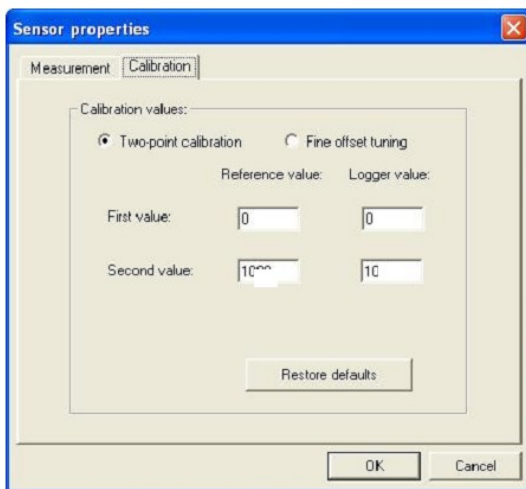 Sensor properties
Measurement Calibration
Calibration values:
Two-point calibration Fine offset tuning
Reference value: Logger value:
First value: 0 0
Second value: 10
Restore defaults
OK Cancel